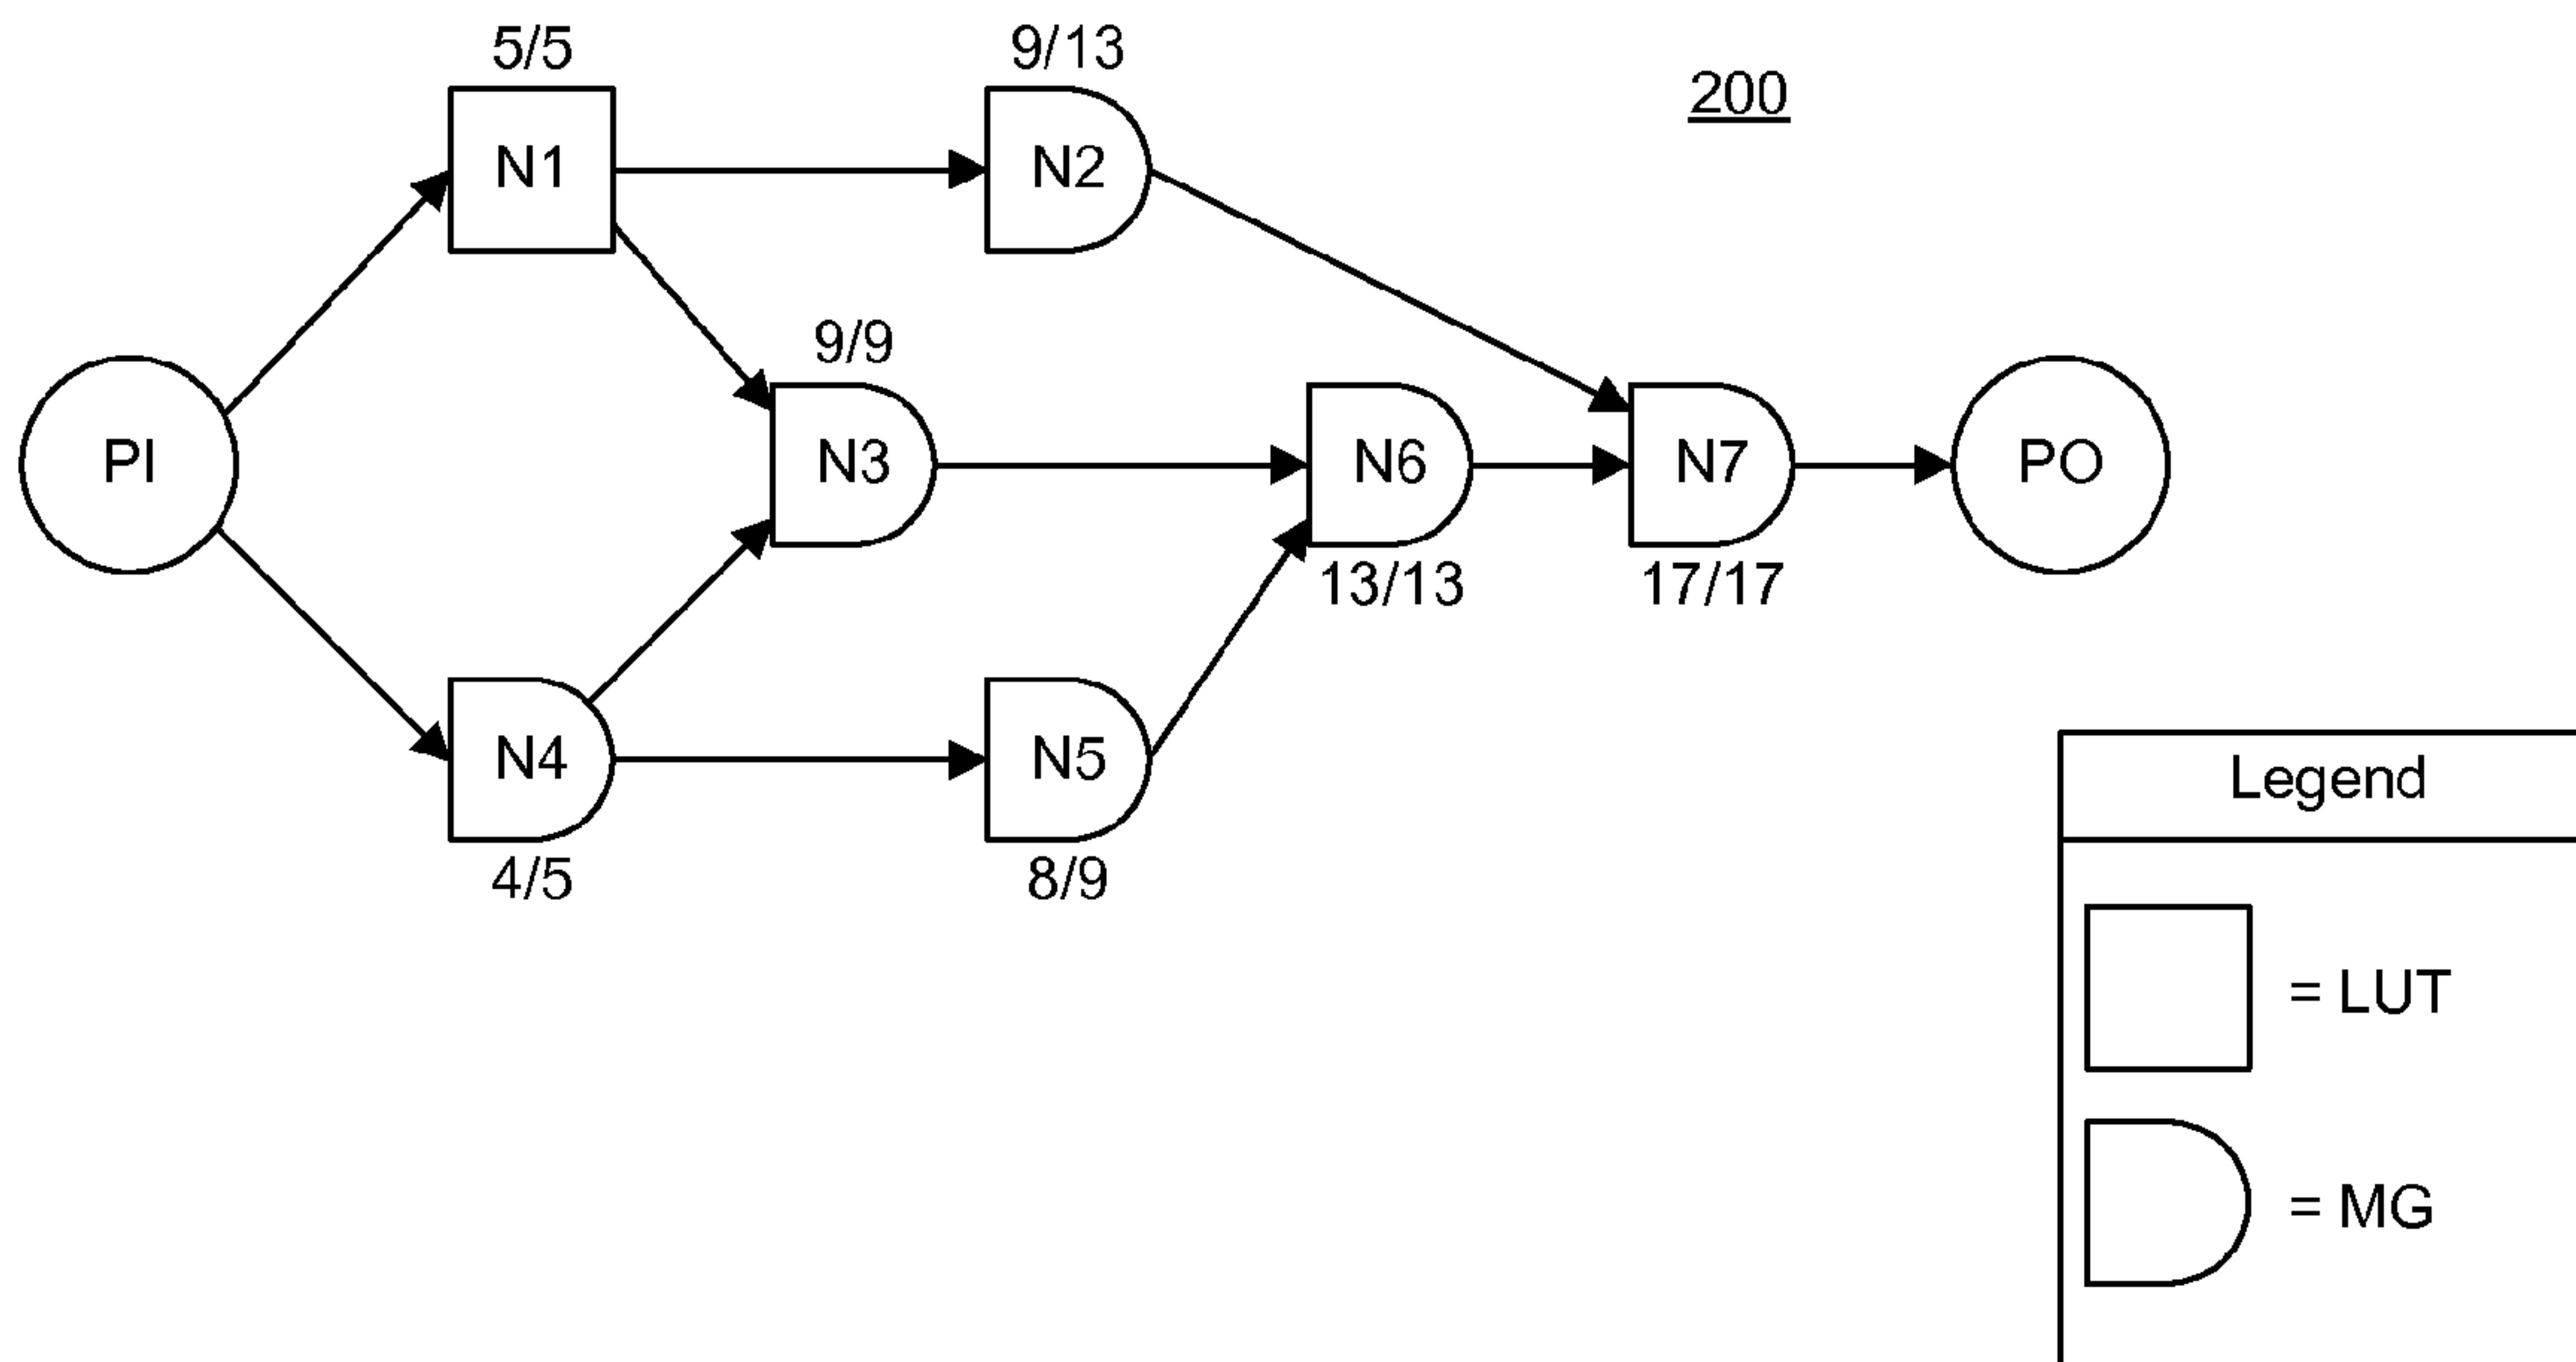 5/5
9/13
200
N1
N2
9/9
PI
N3
N6
N7
PO
13/13
17/17
N4
N5
4/5
8/9
Legend
= LUT
= MG